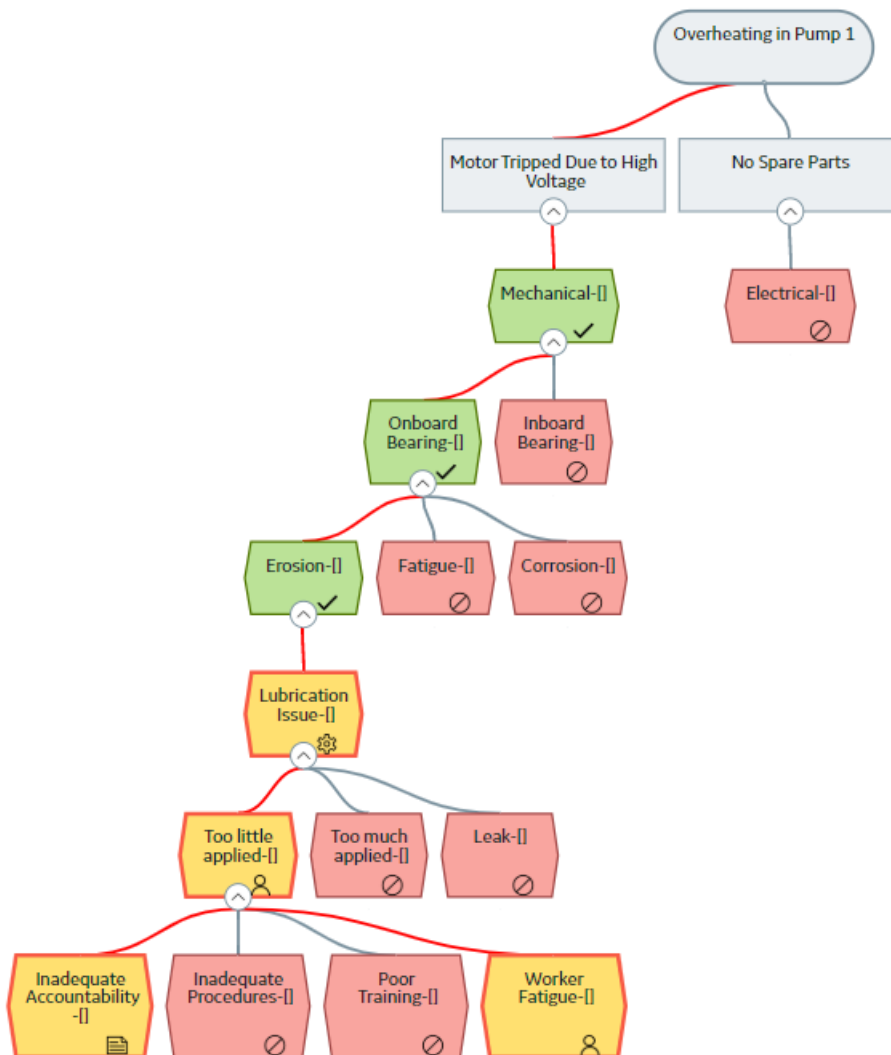 Overheating in Pump 1
Motor Tripped Due to High
Voltage
No Spare Parts
Mechanical-[]
Electrical-[]
Onboard
Bearing-[]
Inboard
Bearing-[]
Erosion-[]
Fatigue-[]
Corrosion-[]
Lubrication
Issue-[]
Too little
applied-[]
Too much
applied-[]
Leak-[]
Inadequate
Accountability
-[]
Inadequate
Procedures-[]
Poor
Training-[]
Worker
Fatigue-[]